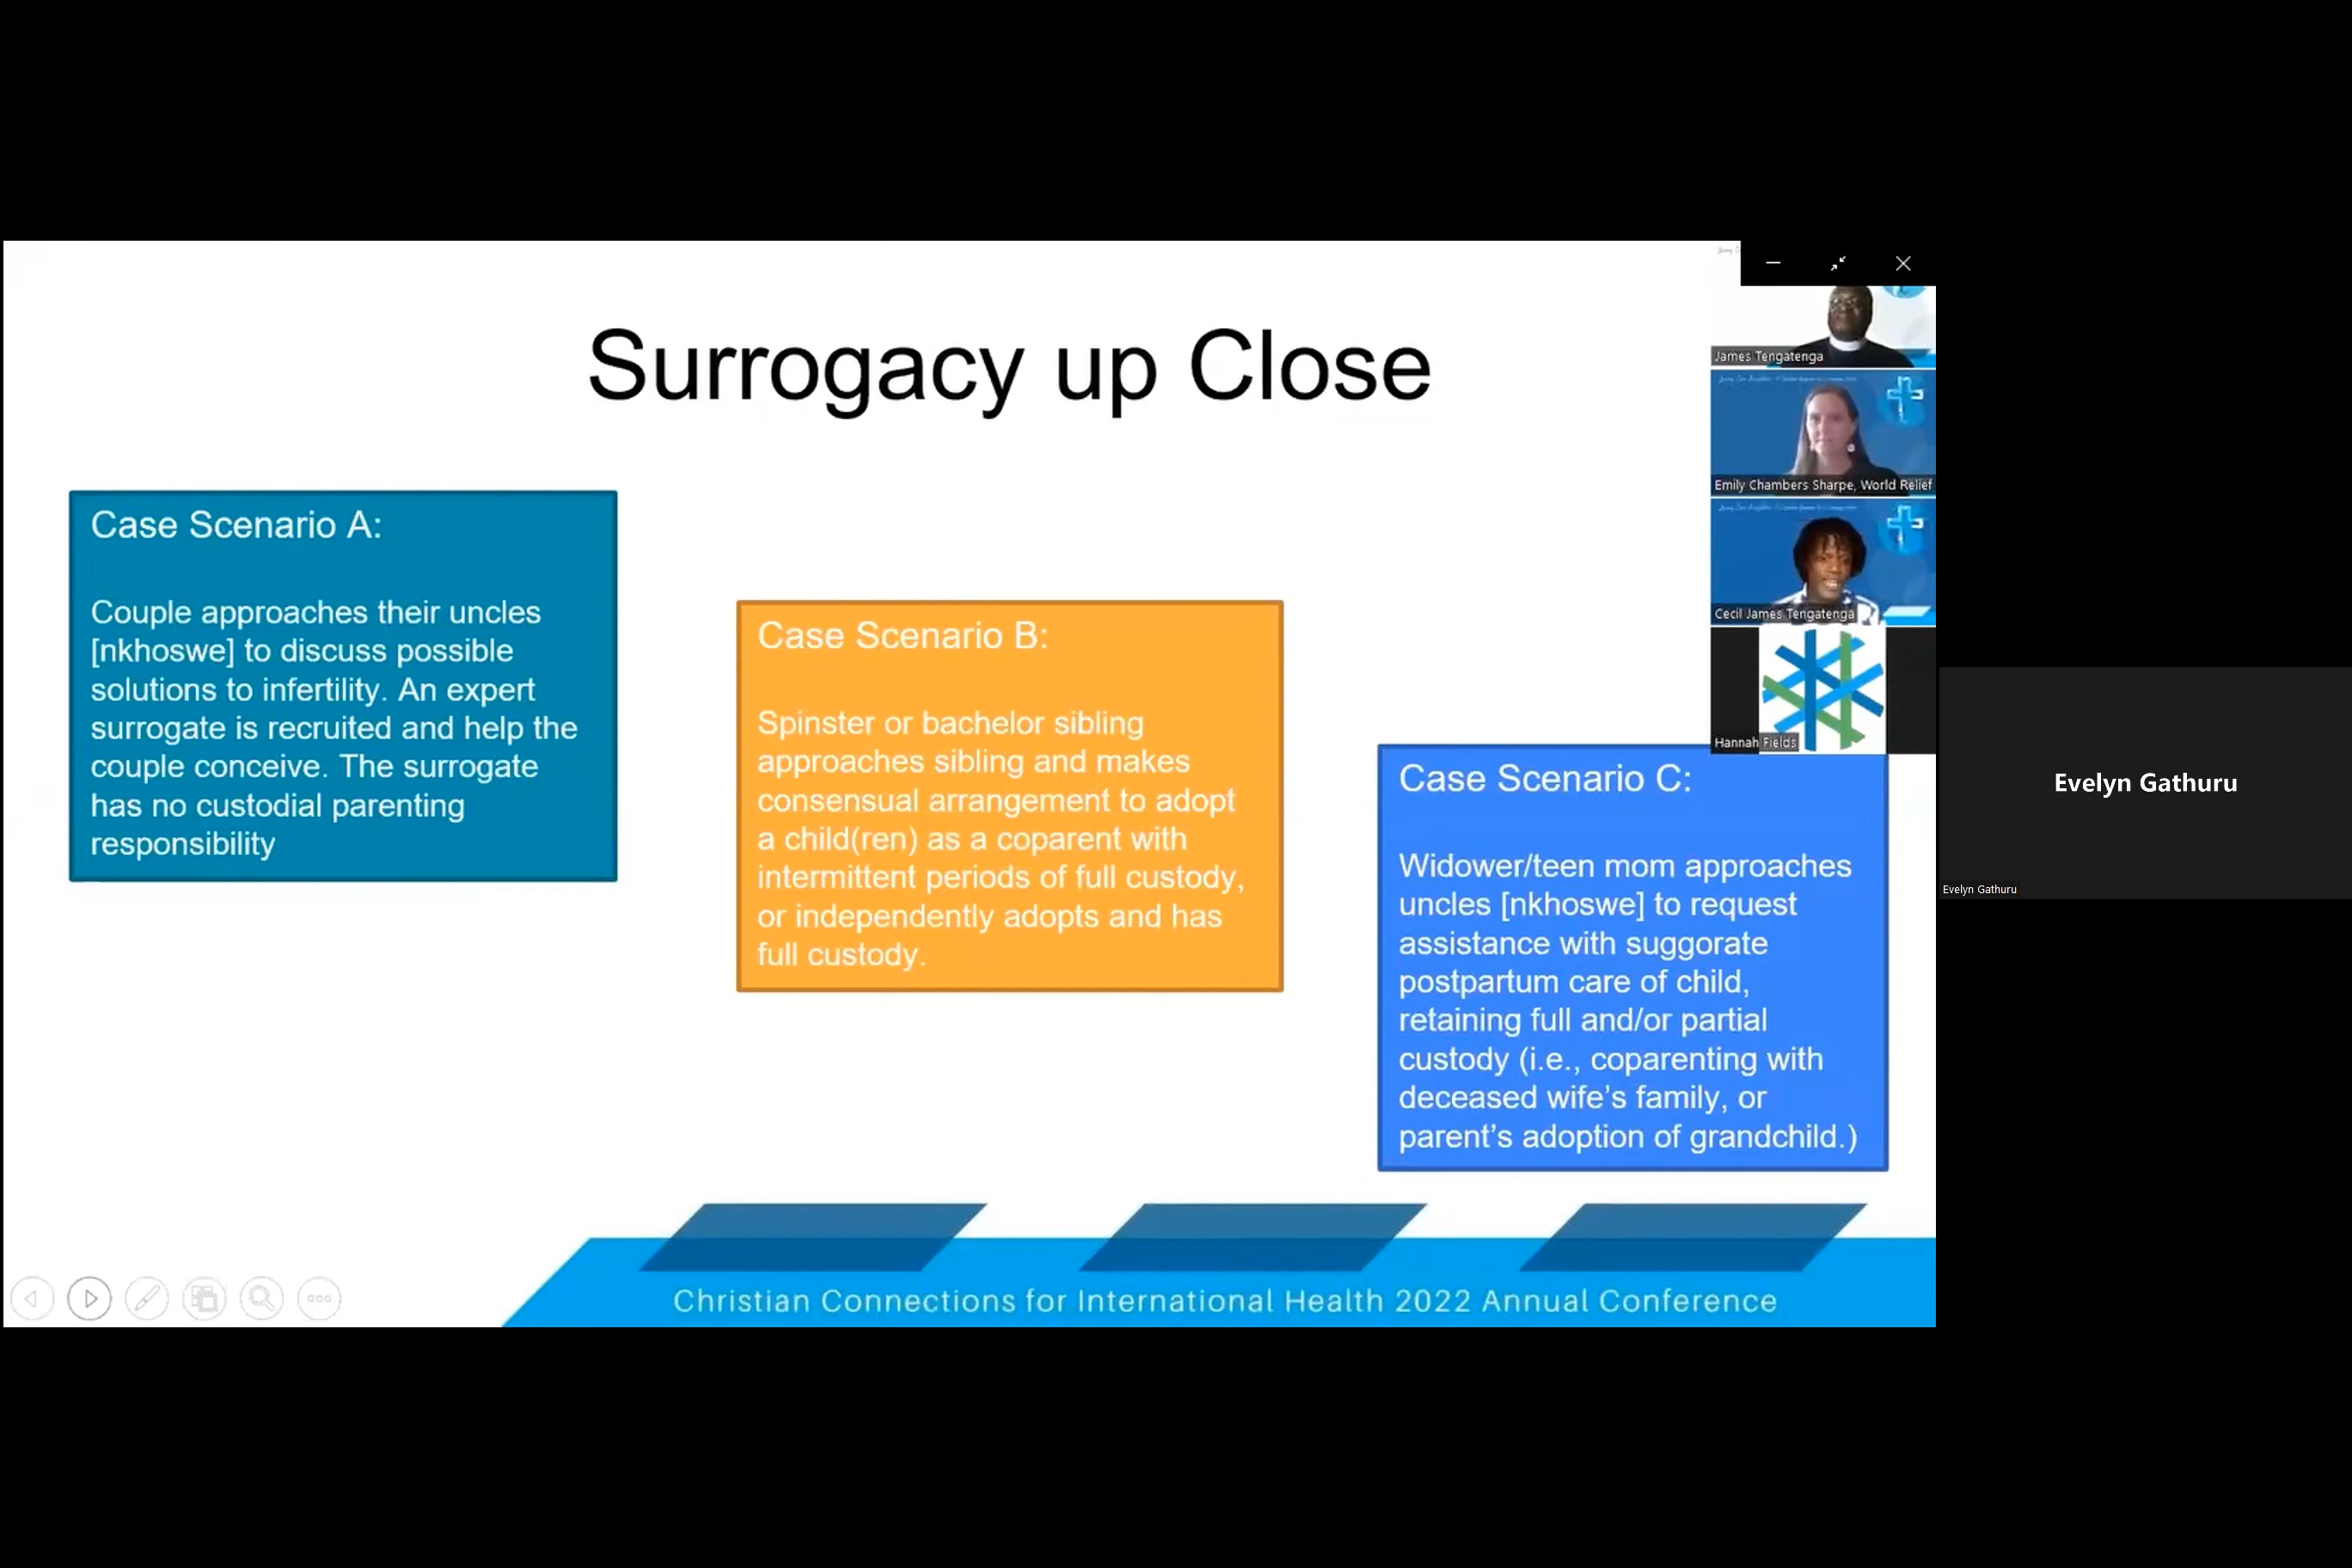 Surrogacy up Close
Case Scenario A:
Couple approaches their uncles
[nkhoswe] to discuss possible
solutions to infertility. An expert
surrogate is recruited and help the
couple conceive. The surrogate
has no custodial parenting
responsibility
Case Scenario B:
Spinster or bachelor sibling
approaches sibling and makes
consensual arrangement to adopt
a child(ren) as a coparent with
intermittent periods of full custody,
or independently adopts and has
full custody.
Case Scenario C:
Widower/teen mom approaches
uncles [nkhoswe] to request
assistance with suggorate
postpartum care of child,
retaining full and/or partial
custody (i.e., coparenting with
deceased wife's family, or
parent's adoption of grandchild.)
Christian Connections for International Health 2022 Annual Conference
James Tengatenga
Emily Chambers Sharpe, World Relief
Cecil James Tengatenga
Hannah Fields
Evelyn Gathuru
Evelyn Gathuru